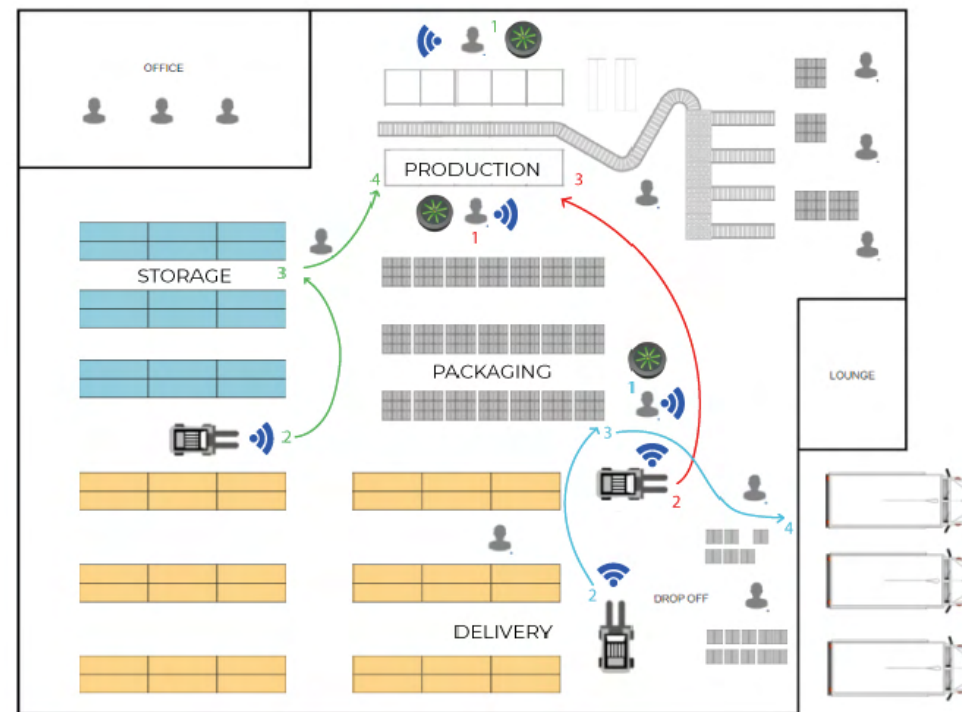 1
OFFICE
4
PRODUCTION
3
1
STORAGE
3
PACKAGING
1
LOUNGE
2
3
2
4
2
DROP OFF
DELIVERY